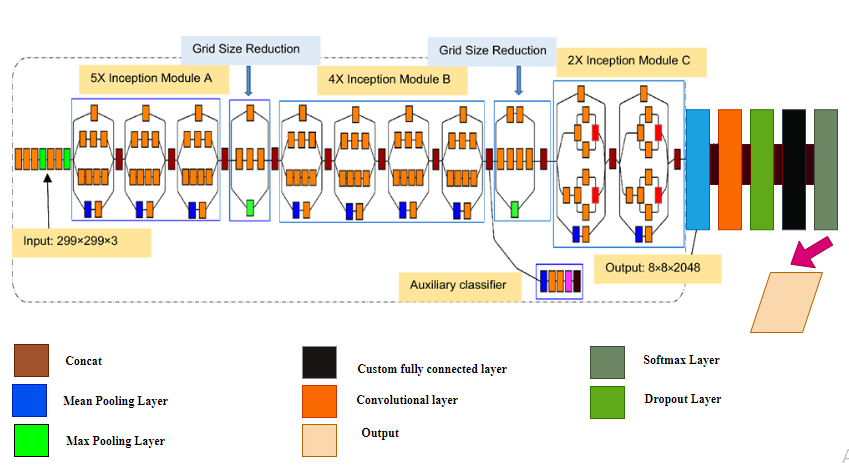 Grid Size Reduction
Grid Size Reduction
5X Inception Module A
4X Inception Module B
2X Inception Module C
Input: 299×299×3
Output: 8×8×2048
Auxiliary classifier
Concat
Custom fully connected layer
Softmax Layer
Mean Pooling Layer
Convolutional layer
Dropout Layer
Max Pooling Layer
Output